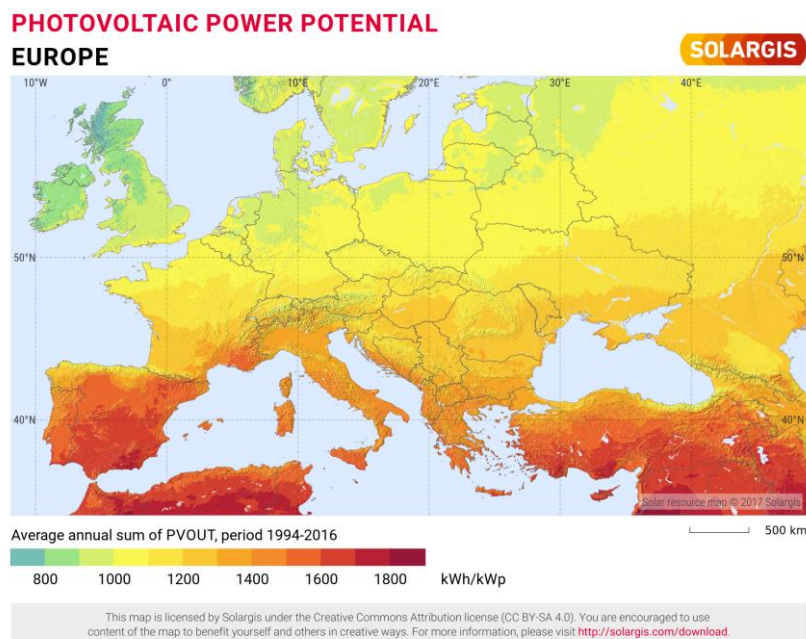 PHOTOVOLTAIC POWER POTENTIAL
EUROPE
SOLARGIS
10°W 0° 10°E 20°E 30°E 40°E
50°N 50°N
40°N 40°N
Solar resource map © 2017 Solargis
Average annual sum of PVOUT, period 1994-2016
500 km
800 1000 1200 1400 1600 1800 kWh/kWp
This map is licensed by Solargis under the Creative Commons Attribution license (CC BY-SA 4.0). You are encouraged to use
content of the map to benefit yourself and others in creative ways. For more information, please visit http://solargis.com/download.